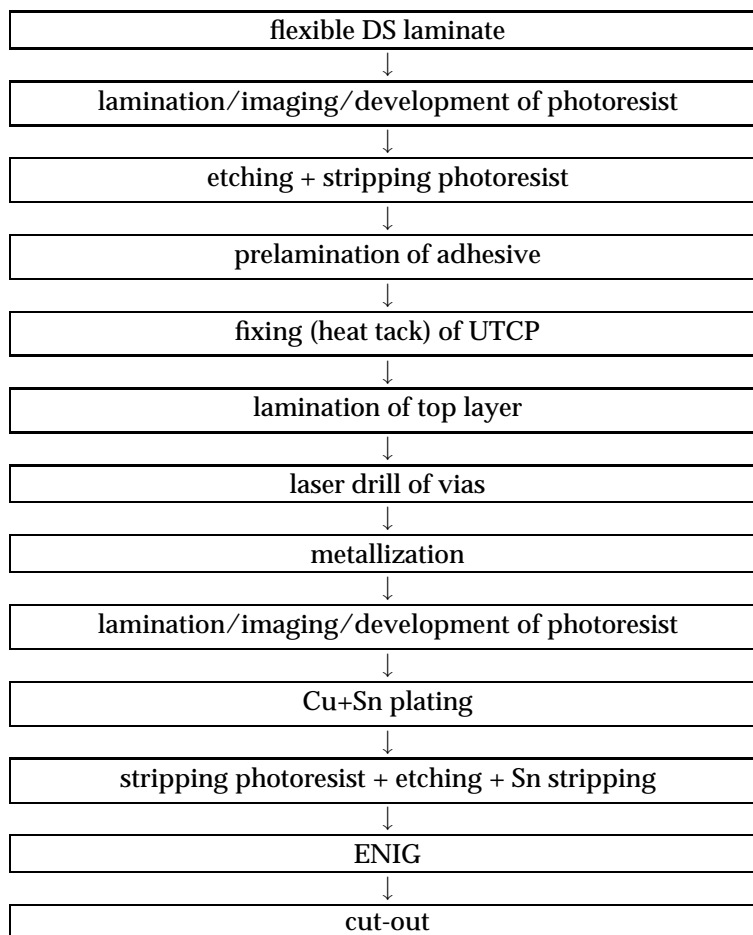 flexible DS laminate
↓
lamination/imaging/development of photoresist
↓
etching + stripping photoresist
↓
prelamination of adhesive
↓
fixing (heat tack) of UTCP
↓
lamination of top layer
↓
laser drill of vias
↓
metallization
↓
lamination/imaging/development of photoresist
↓
Cu+Sn plating
↓
stripping photoresist + etching + Sn stripping
↓
ENIG
↓
cut-out